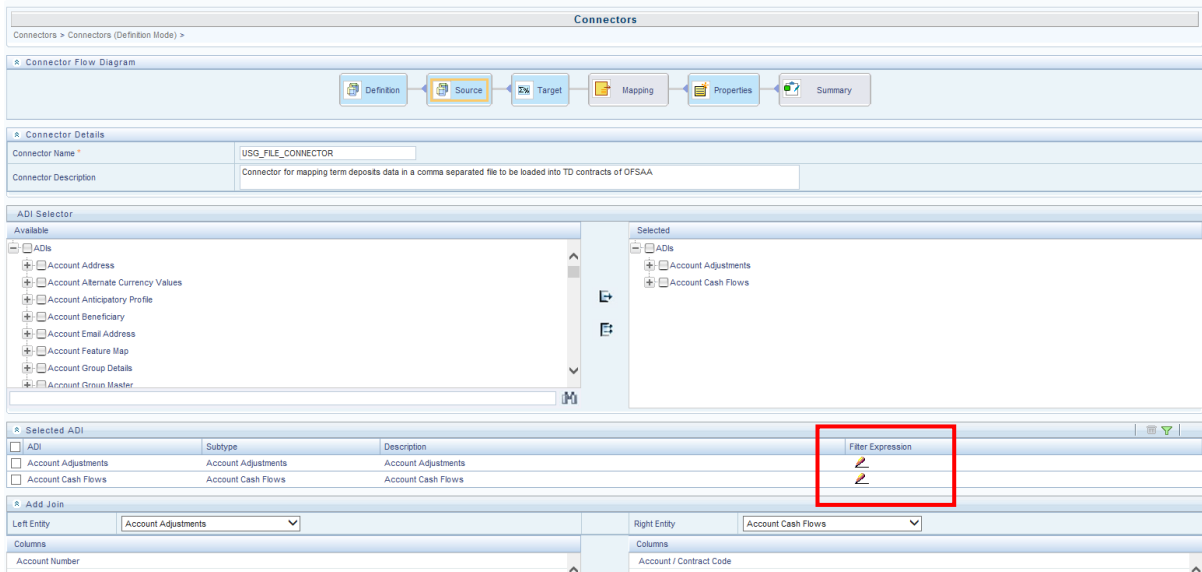 Connectors
Connectors > Connectors (Definition Mode) >
Connector Flow Diagram
Definition Source Target Mapping Properties Summary
Connector Details
Connector Name * USG_FILE_CONNECTOR
Connector Description Connector for mapping term deposits data in a comma separated file to be loaded into TD contracts of OFSAA
ADI Selector
Available Selected
ADIs ADIs
Account Address Account Adjustments
Account Alternate Currency Values Account Cash Flows
Account Anticipatory Profile
Account Beneficiary
Account Email Address
Account Feature Map
Account Group Details
Account Group Master
Selected ADI
ADI Subtype Description Filter Expression
Account Adjustments Account Adjustments Account Adjustments
Account Cash Flows Account Cash Flows Account Cash Flows
Add Join
Left Entity Account Adjustments Right Entity Account Cash Flows
Columns Columns
Account Number Account / Contract Code